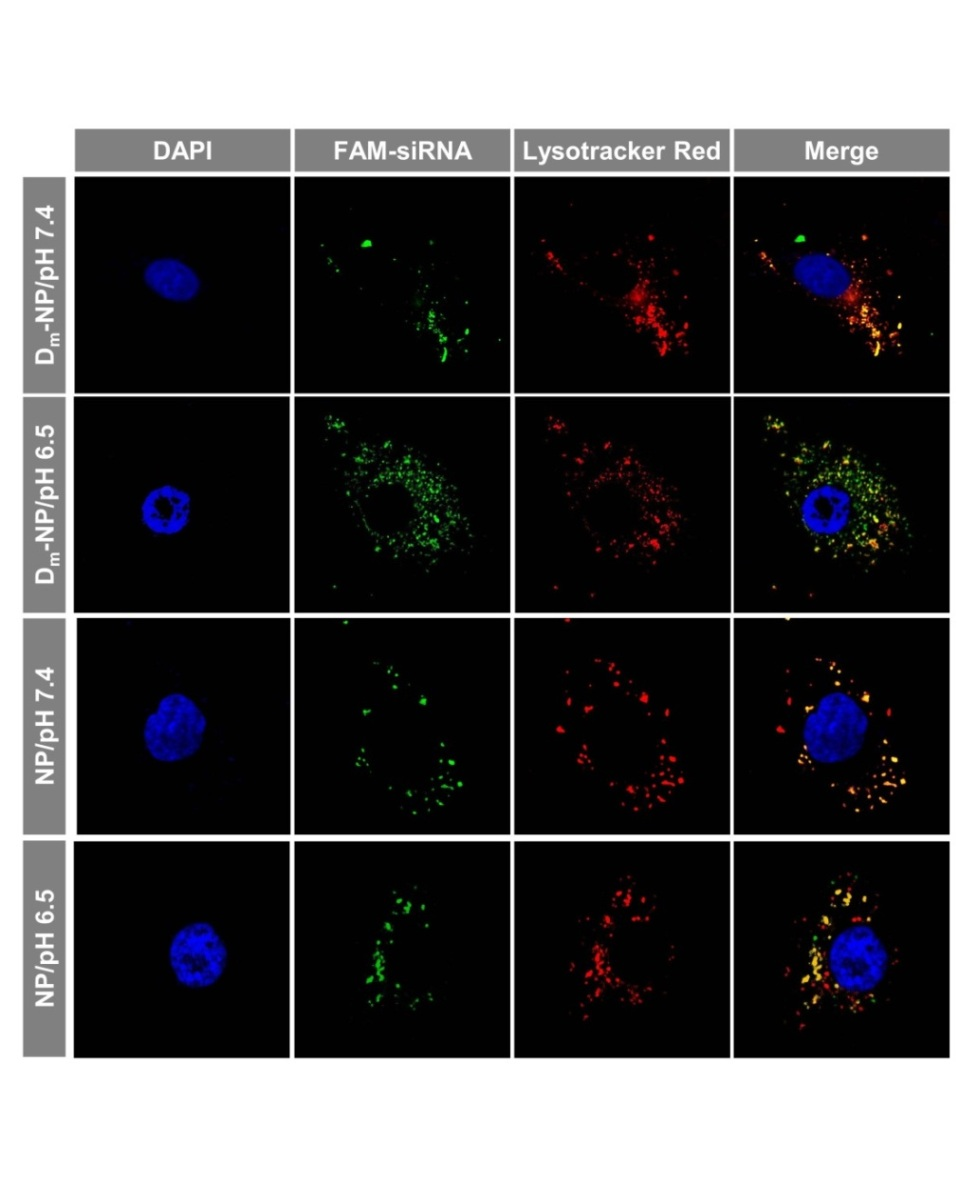 DAPI
FAM-siRNA
Lysotracker Red
Merge
Dm-NP/pH 7.4
Dm-NP/pH 6.5
NP/pH 7.4
NP/pH 6.5